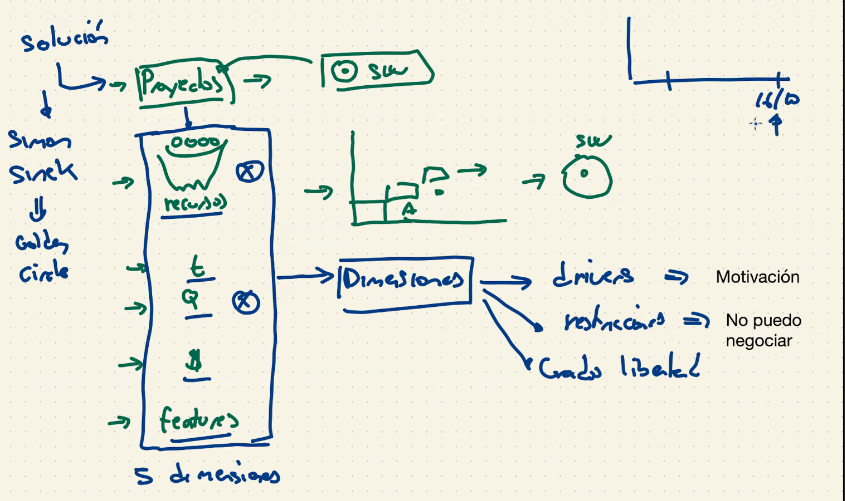 Solución
Proyectos
SW
16/10
Simon
Sinek
Golden
Circle
recursos
A
SW
t
Q
$
features
5 dimensiones
Dimensiones
drivers
Motivación
restricciones
No puedo
negociar
Grado libertad